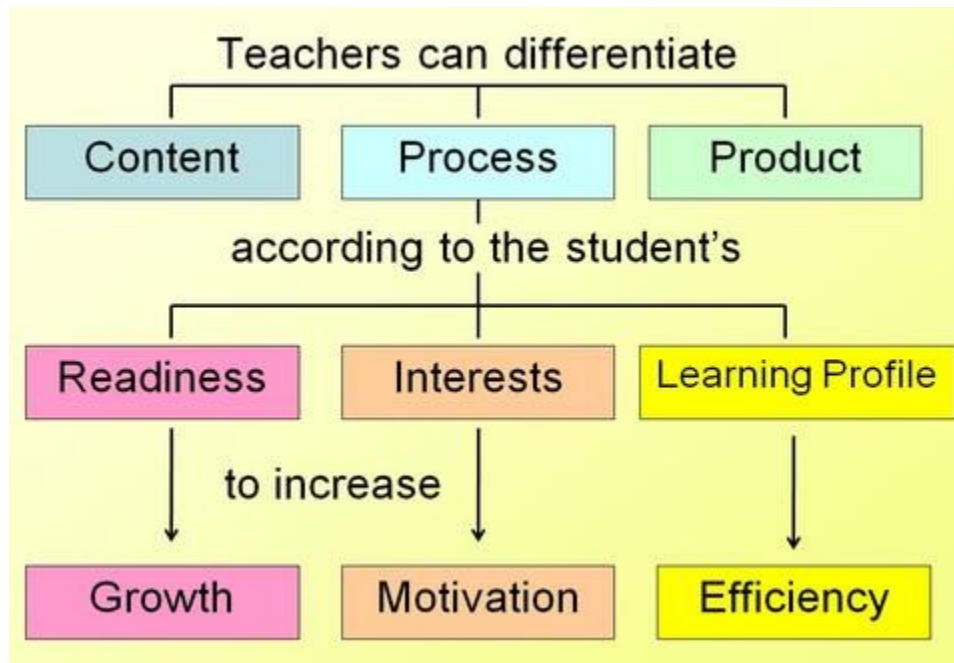 Teachers can differentiate
Content Process Product
according to the student's
Readiness Interests Learning Profile
to increase
Growth Motivation Efficiency